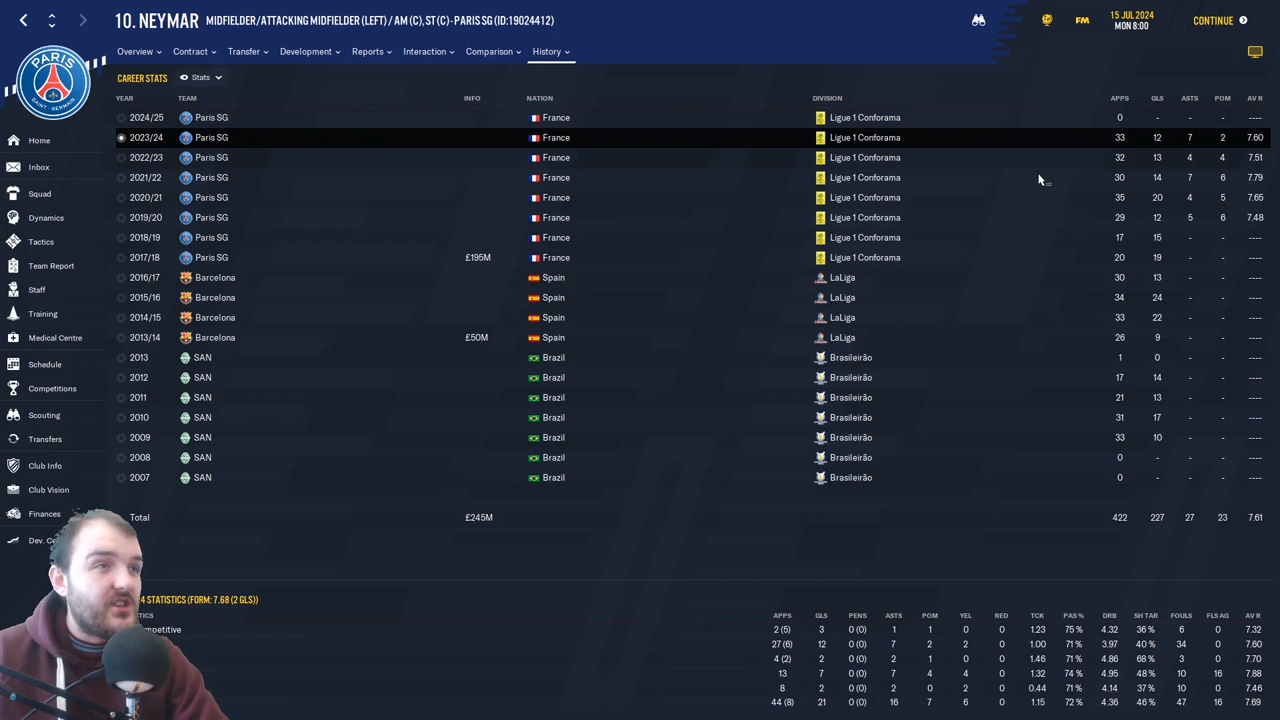 10. NEYMAR MIDFIELDER/ATTACKING MIDFIELDER (LEFT) / AM (C), ST (C) - PARIS SG (ID:19024412) FM 15 JUL 2024 MON 8:00 CONTINUE
Overview Contract Transfer Development Reports Interaction Comparison History
PARIS
SAINT-GERMAIN
CAREER STATS Stats
YEAR TEAM INFO NATION DIVISION APPS GLS ASTS POM AV R
2024/25 Paris SG France Ligue 1 Conforama 0 - - - ----
2023/24 Paris SG France Ligue 1 Conforama 33 12 7 2 7.60
2022/23 Paris SG France Ligue 1 Conforama 32 13 4 4 7.51
2021/22 Paris SG France Ligue 1 Conforama 30 14 7 6 7.79
2020/21 Paris SG France Ligue 1 Conforama 35 20 4 5 7.65
2019/20 Paris SG France Ligue 1 Conforama 29 12 5 6 7.48
2018/19 Paris SG France Ligue 1 Conforama 17 15 - - ----
2017/18 Paris SG £195M France Ligue 1 Conforama 20 19 - - ----
2016/17 Barcelona Spain LaLiga 30 13 - - ----
2015/16 Barcelona Spain LaLiga 34 24 - - ----
2014/15 Barcelona Spain LaLiga 33 22 - - ----
2013/14 Barcelona £50M Spain LaLiga 26 9 - - ----
2013 SAN Brazil Brasileirão 1 0 - - ----
2012 SAN Brazil Brasileirão 17 14 - - ----
2011 SAN Brazil Brasileirão 21 13 - - ----
2010 SAN Brazil Brasileirão 31 17 - - ----
2009 SAN Brazil Brasileirão 33 10 - - ----
2008 SAN Brazil Brasileirão 0 - - - ----
2007 SAN Brazil Brasileirão 0 - - - ----
Total £245M 422 227 27 23 7.61
Home
Inbox
Squad
Dynamics
Tactics
Team Report
Staff
Training
Medical Centre
Schedule
Competitions
Scouting
Transfers
Club Info
Club Vision
Finances
Dev. C
4 STATISTICS (FORM: 7.68 (2 GLS))
APPS GLS PENS ASTS POM YEL RED TCK PAS % DRB SH TAR FOULS FLS AG AV R
2 (5) 3 0 (0) 1 1 0 0 1.23 75 % 4.32 36 % 6 0 7.32
27 (6) 12 0 (0) 7 2 2 0 1.00 71 % 3.97 40 % 34 0 7.60
4 (2) 2 0 (0) 2 1 0 0 1.46 71 % 4.86 68 % 3 0 7.70
13 7 0 (0) 7 4 4 0 1.32 74 % 4.95 48 % 10 16 7.88
8 2 0 (0) 2 0 2 0 0.44 71 % 4.14 37 % 10 0 7.46
44 (8) 21 0 (0) 16 7 6 0 1.15 72 % 4.36 46 % 47 16 7.69